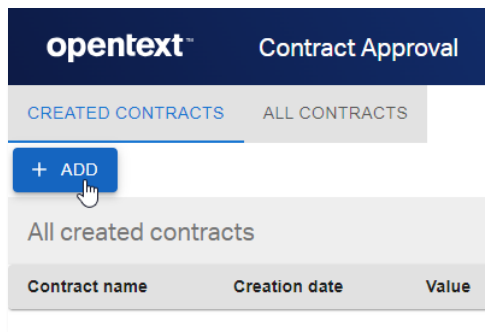 opentext™ Contract Approval
CREATED CONTRACTS ALL CONTRACTS
+ ADD
All created contracts
Contract name Creation date Value